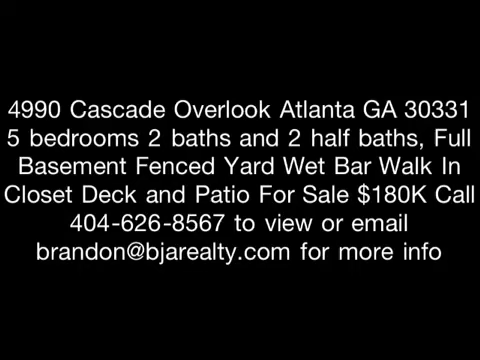 4990 Cascade Overlook Atlanta GA 30331
5 bedrooms 2 baths and 2 half baths, Full
Basement Fenced Yard Wet Bar Walk In
Closet Deck and Patio For Sale $180K Call
404-626-8567 to view or email
brandon@bjarealty.com for more info